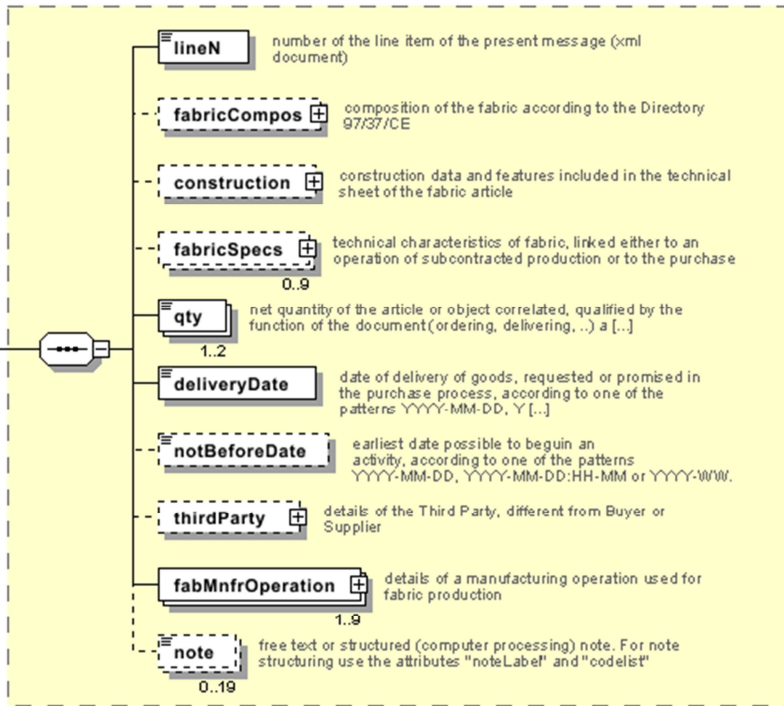 lineN
number of the line item of the present message (xml
document)
fabricCompos
composition of the fabric according to the Directory
97/37/CE
construction
construction data and features included in the technical
sheet of the fabric article
fabricSpecs
technical characteristics of fabric, linked either to an
operation of subcontracted production or to the purchase
0..9
qty
net quantity of the article or object correlated, qualified by the
function of the document (ordering, delivering, ..) a [...]
1..2
deliveryDate
date of delivery of goods, requested or promised in
the purchase process, according to one of the
patterns YYYY-MM-DD, Y [...]
notBeforeDate
earliest date possible to beguin an
activity, according to one of the patterns
YYYY-MM-DD, YYYY-MM-DD:HH-MM or YYYY-WW.
thirdParty
details of the Third Party, different from Buyer or
Supplier
fabMnfrOperation
details of a manufacturing operation used for
fabric production
1..9
note
free text or structured (computer processing) note. For note
structuring use the attributes "noteLabel" and "codelist"
0..19